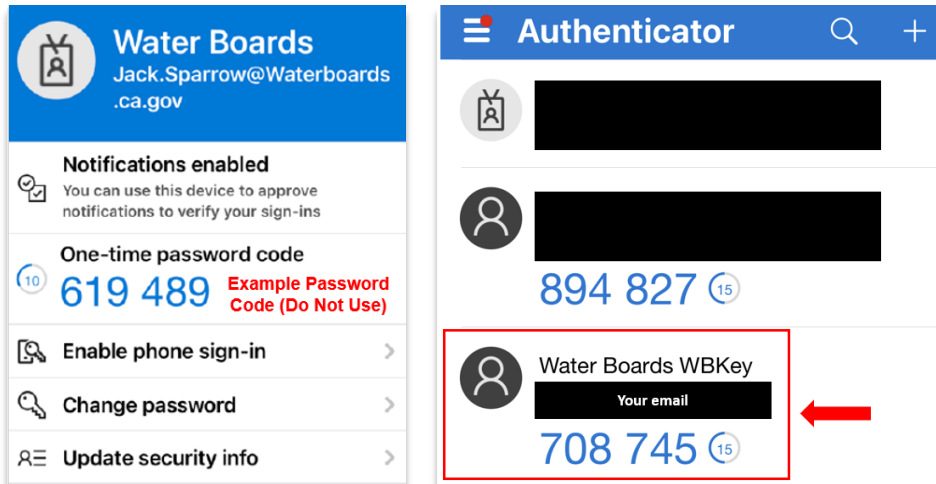 Water Boards
Jack.Sparrow@Waterboards
.ca.gov
Notifications enabled
You can use this device to approve
notifications to verify your sign-ins
One-time password code
10
619 489
Example Password
Code (Do Not Use)
Enable phone sign-in
Change password
Update security info
Authenticator
894 827
15
Water Boards WBKey
Your email
708 745
15